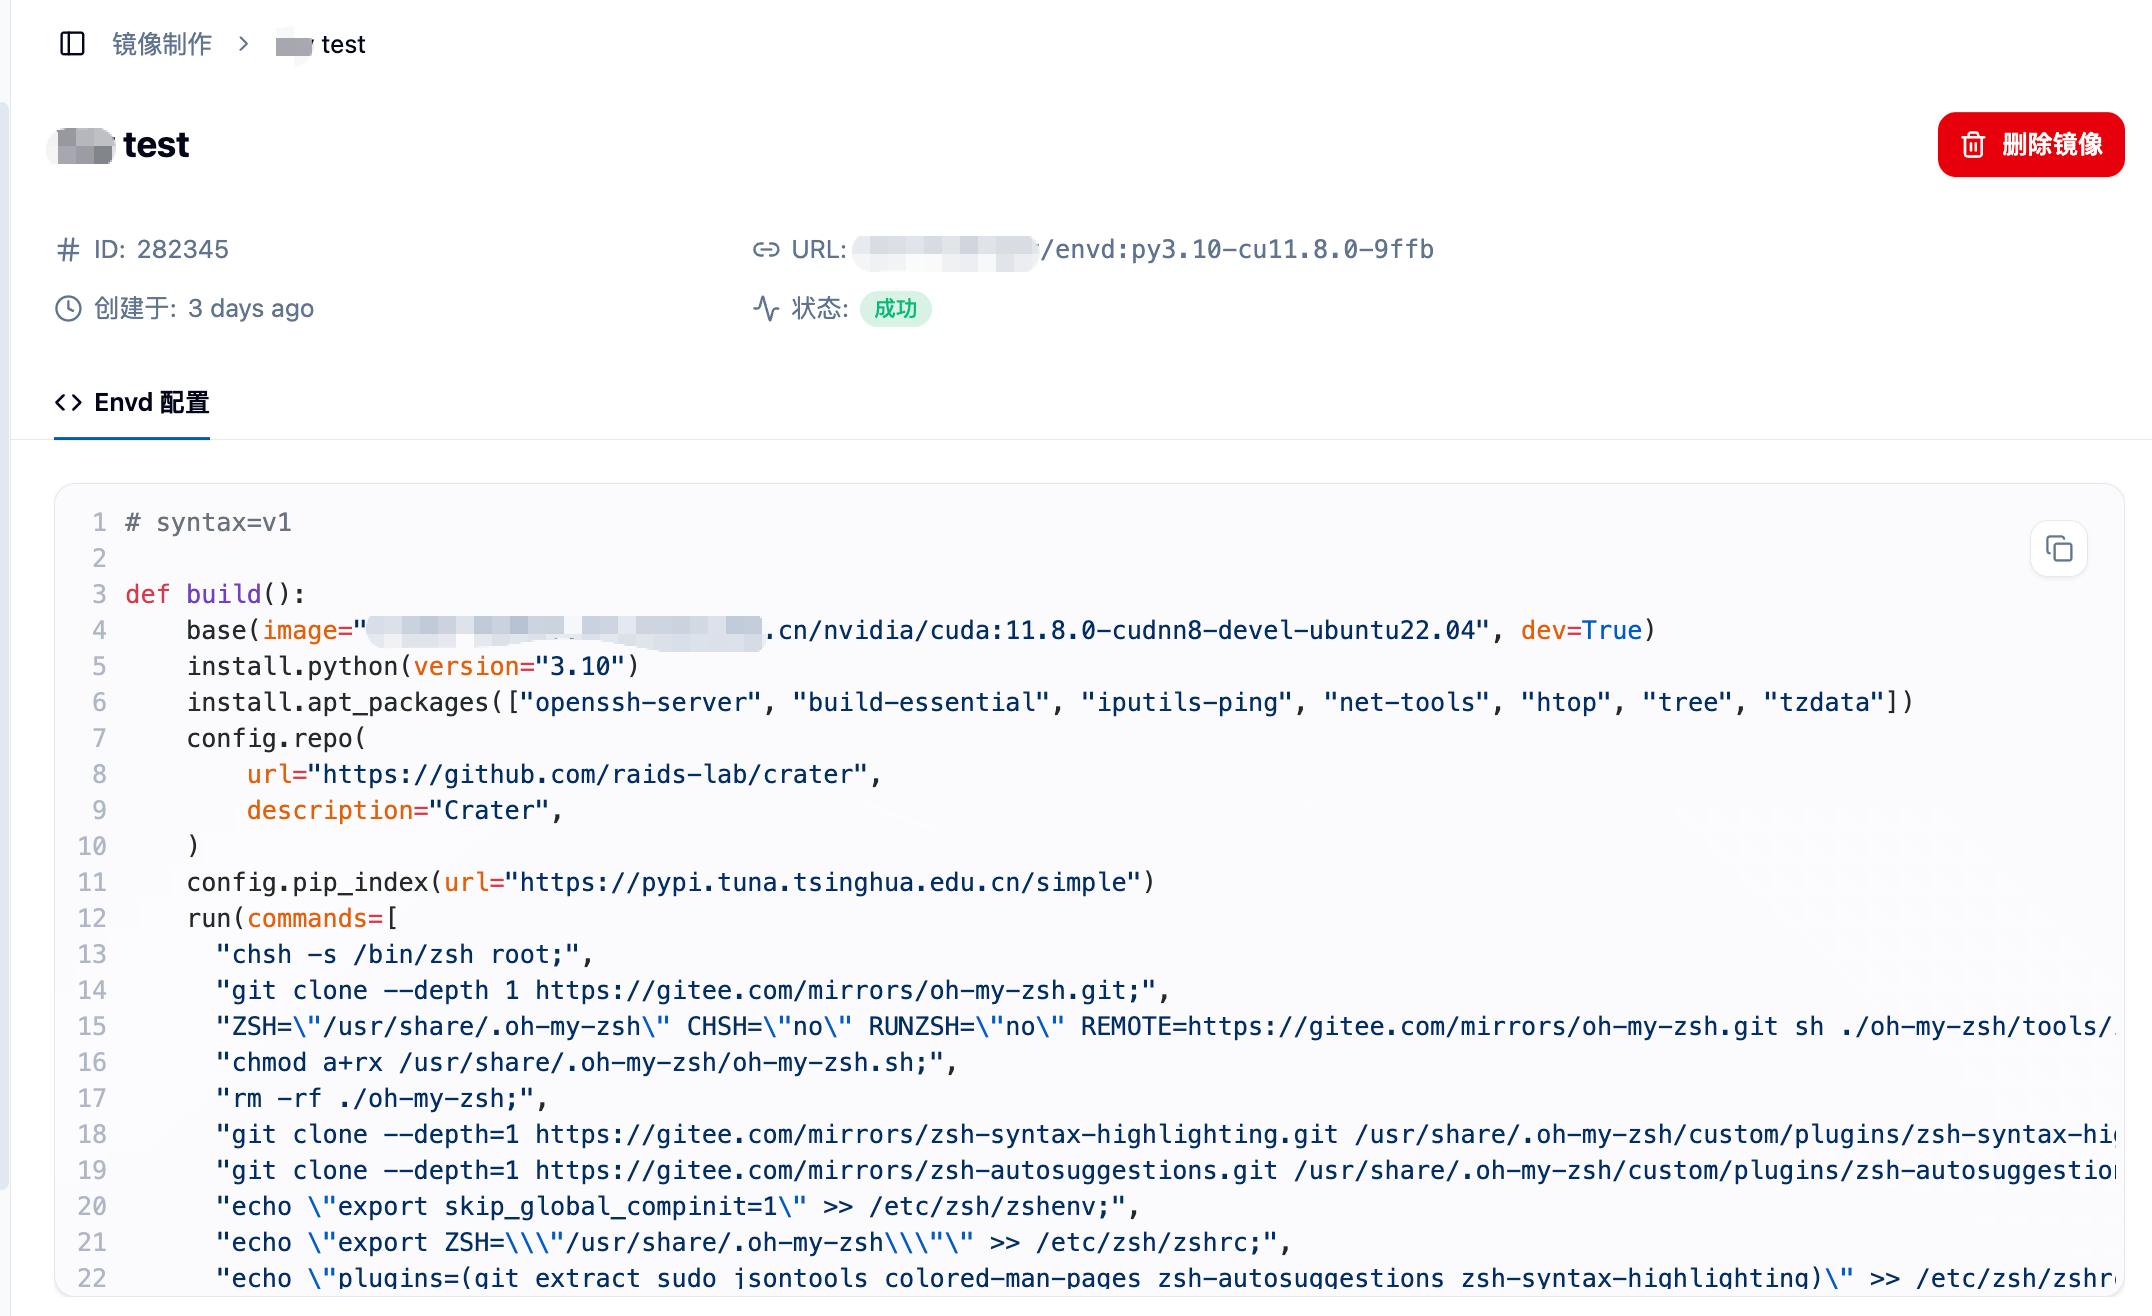 镜像制作 > test
test
删除镜像
ID: 282345
URL: /envd:py3.10-cu11.8.0-9ffb
创建于: 3 days ago
状态: 成功
<> Envd 配置
1 # syntax=v1
2
3 def build():
4     base(image=" .cn/nvidia/cuda:11.8.0-cudnn8-devel-ubuntu22.04", dev=True)
5     install.python(version="3.10")
6     install.apt_packages(["openssh-server", "build-essential", "iputils-ping", "net-tools", "htop", "tree", "tzdata"])
7     config.repo(
8         url="https://github.com/raids-lab/crater",
9         description="Crater",
10     )
11     config.pip_index(url="https://pypi.tuna.tsinghua.edu.cn/simple")
12     run(commands=[
13       "chsh -s /bin/zsh root;",
14       "git clone --depth 1 https://gitee.com/mirrors/oh-my-zsh.git;",
15       "ZSH=\"/usr/share/.oh-my-zsh\" CHSH=\"no\" RUNZSH=\"no\" REMOTE=https://gitee.com/mirrors/oh-my-zsh.git sh ./oh-my-zsh/tools/
16       "chmod a+rx /usr/share/.oh-my-zsh/oh-my-zsh.sh;",
17       "rm -rf ./oh-my-zsh;",
18       "git clone --depth=1 https://gitee.com/mirrors/zsh-syntax-highlighting.git /usr/share/.oh-my-zsh/custom/plugins/zsh-syntax-hi
19       "git clone --depth=1 https://gitee.com/mirrors/zsh-autosuggestions.git /usr/share/.oh-my-zsh/custom/plugins/zsh-autosuggestio
20       "echo \"export skip_global_compinit=1\" >> /etc/zsh/zshenv;",
21       "echo \"export ZSH=\\\"/usr/share/.oh-my-zsh\\\"\" >> /etc/zsh/zshrc;",
22       "echo \"plugins=(git extract sudo jsontools colored-man-pages zsh-autosuggestions zsh-syntax-highlighting)\" >> /etc/zsh/zshr